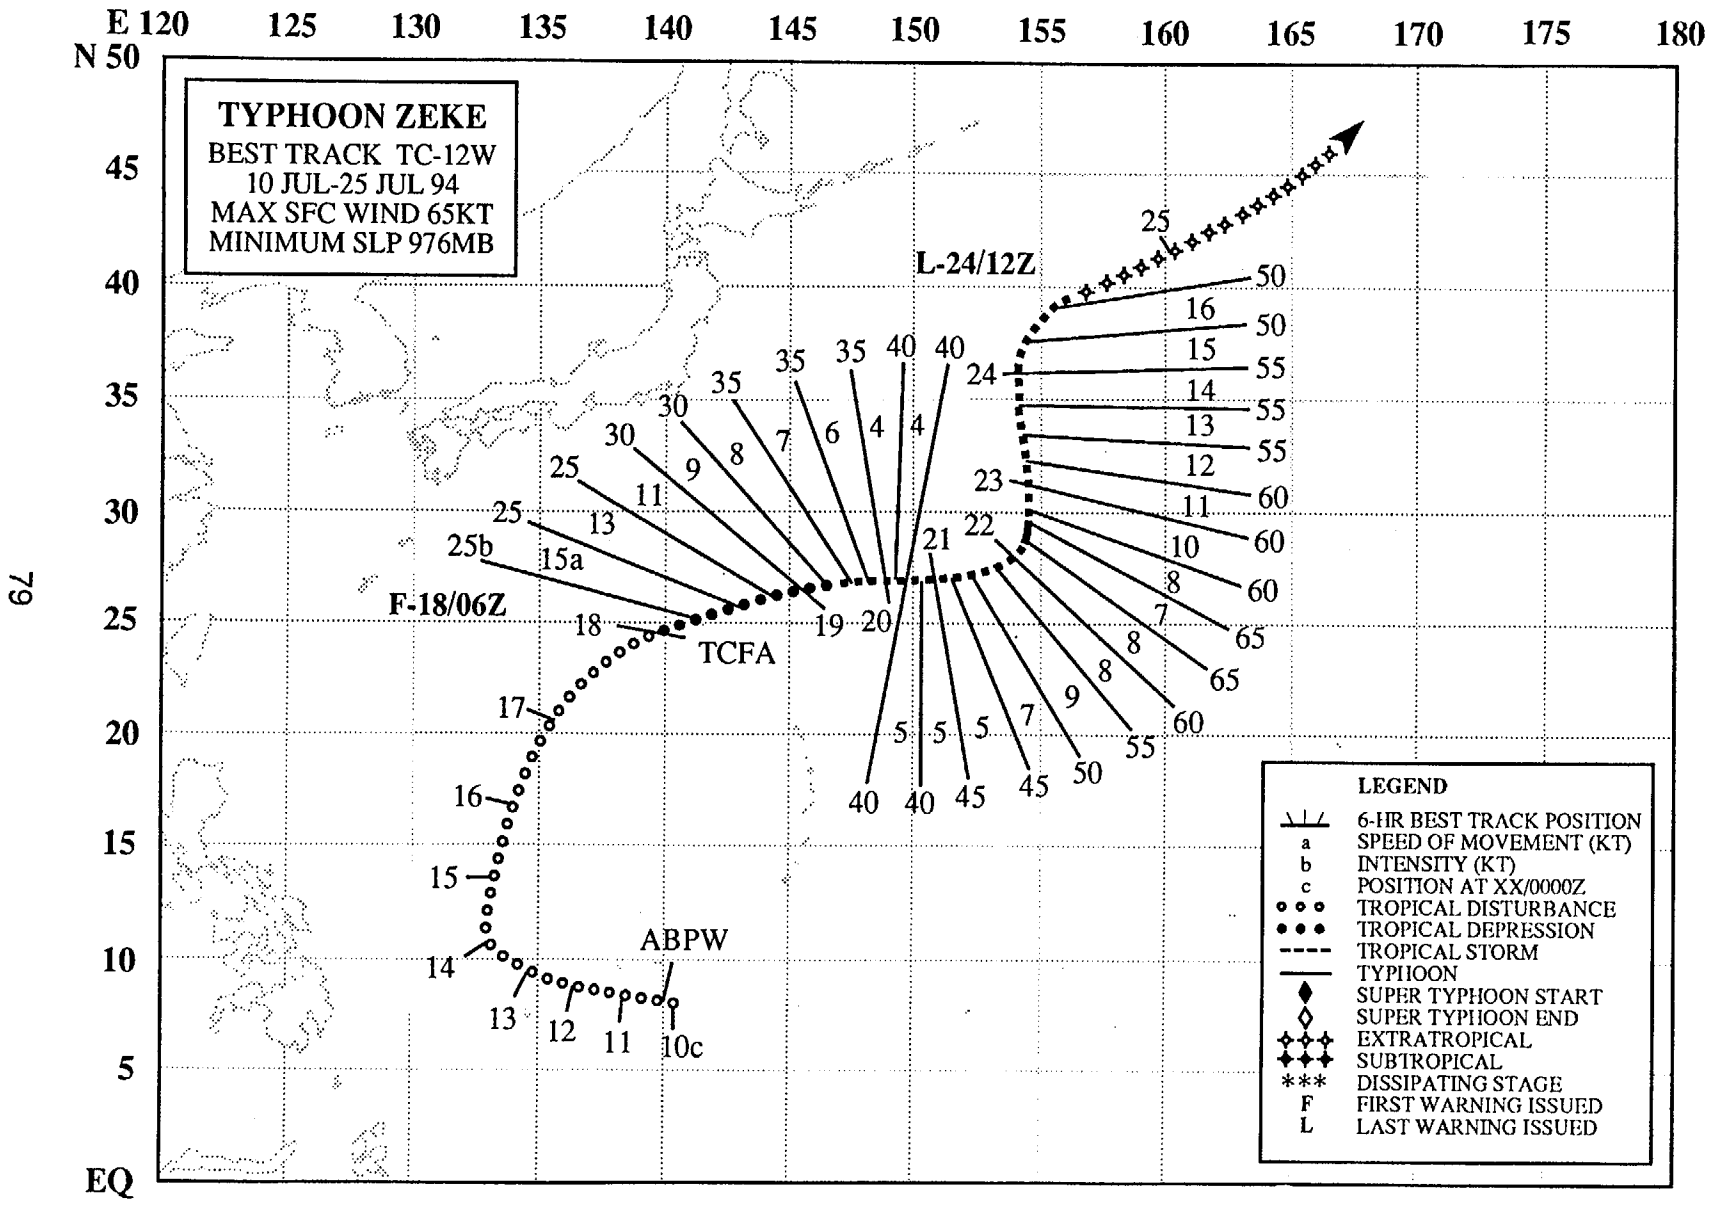 E 120 125 130 135 140 145 150 155 160 165 170 175 180
N 50
45
40
35
30
25
20
15
10
5
EQ
TYPHOON ZEKE
BEST TRACK TC-12W
10 JUL-25 JUL 94
MAX SFC WIND 65KT
MINIMUM SLP 976MB
25
L-24/12Z
50
16
50
15
24
55
14
55
13
55
12
60
23
11
60
10
60
8
7
65
65
22
8
8
60
55
9
50
7
45
21
5
45
5
40
5
40
40
4
40
4
35
20
6
35
7
35
8
30
9
30
19
11
25
13
25
15a
25b
F-18/06Z
18
TCFA
17
16
15
14
13
12
11
10c
ABPW
79
LEGEND
6-HR BEST TRACK POSITION
a SPEED OF MOVEMENT (KT)
b INTENSITY (KT)
c POSITION AT XX/0000Z
TROPICAL DISTURBANCE
TROPICAL DEPRESSION
TROPICAL STORM
TYPHOON
SUPER TYPHOON START
SUPER TYPHOON END
EXTRATROPICAL
SUBTROPICAL
*** DISSIPATING STAGE
F FIRST WARNING ISSUED
L LAST WARNING ISSUED